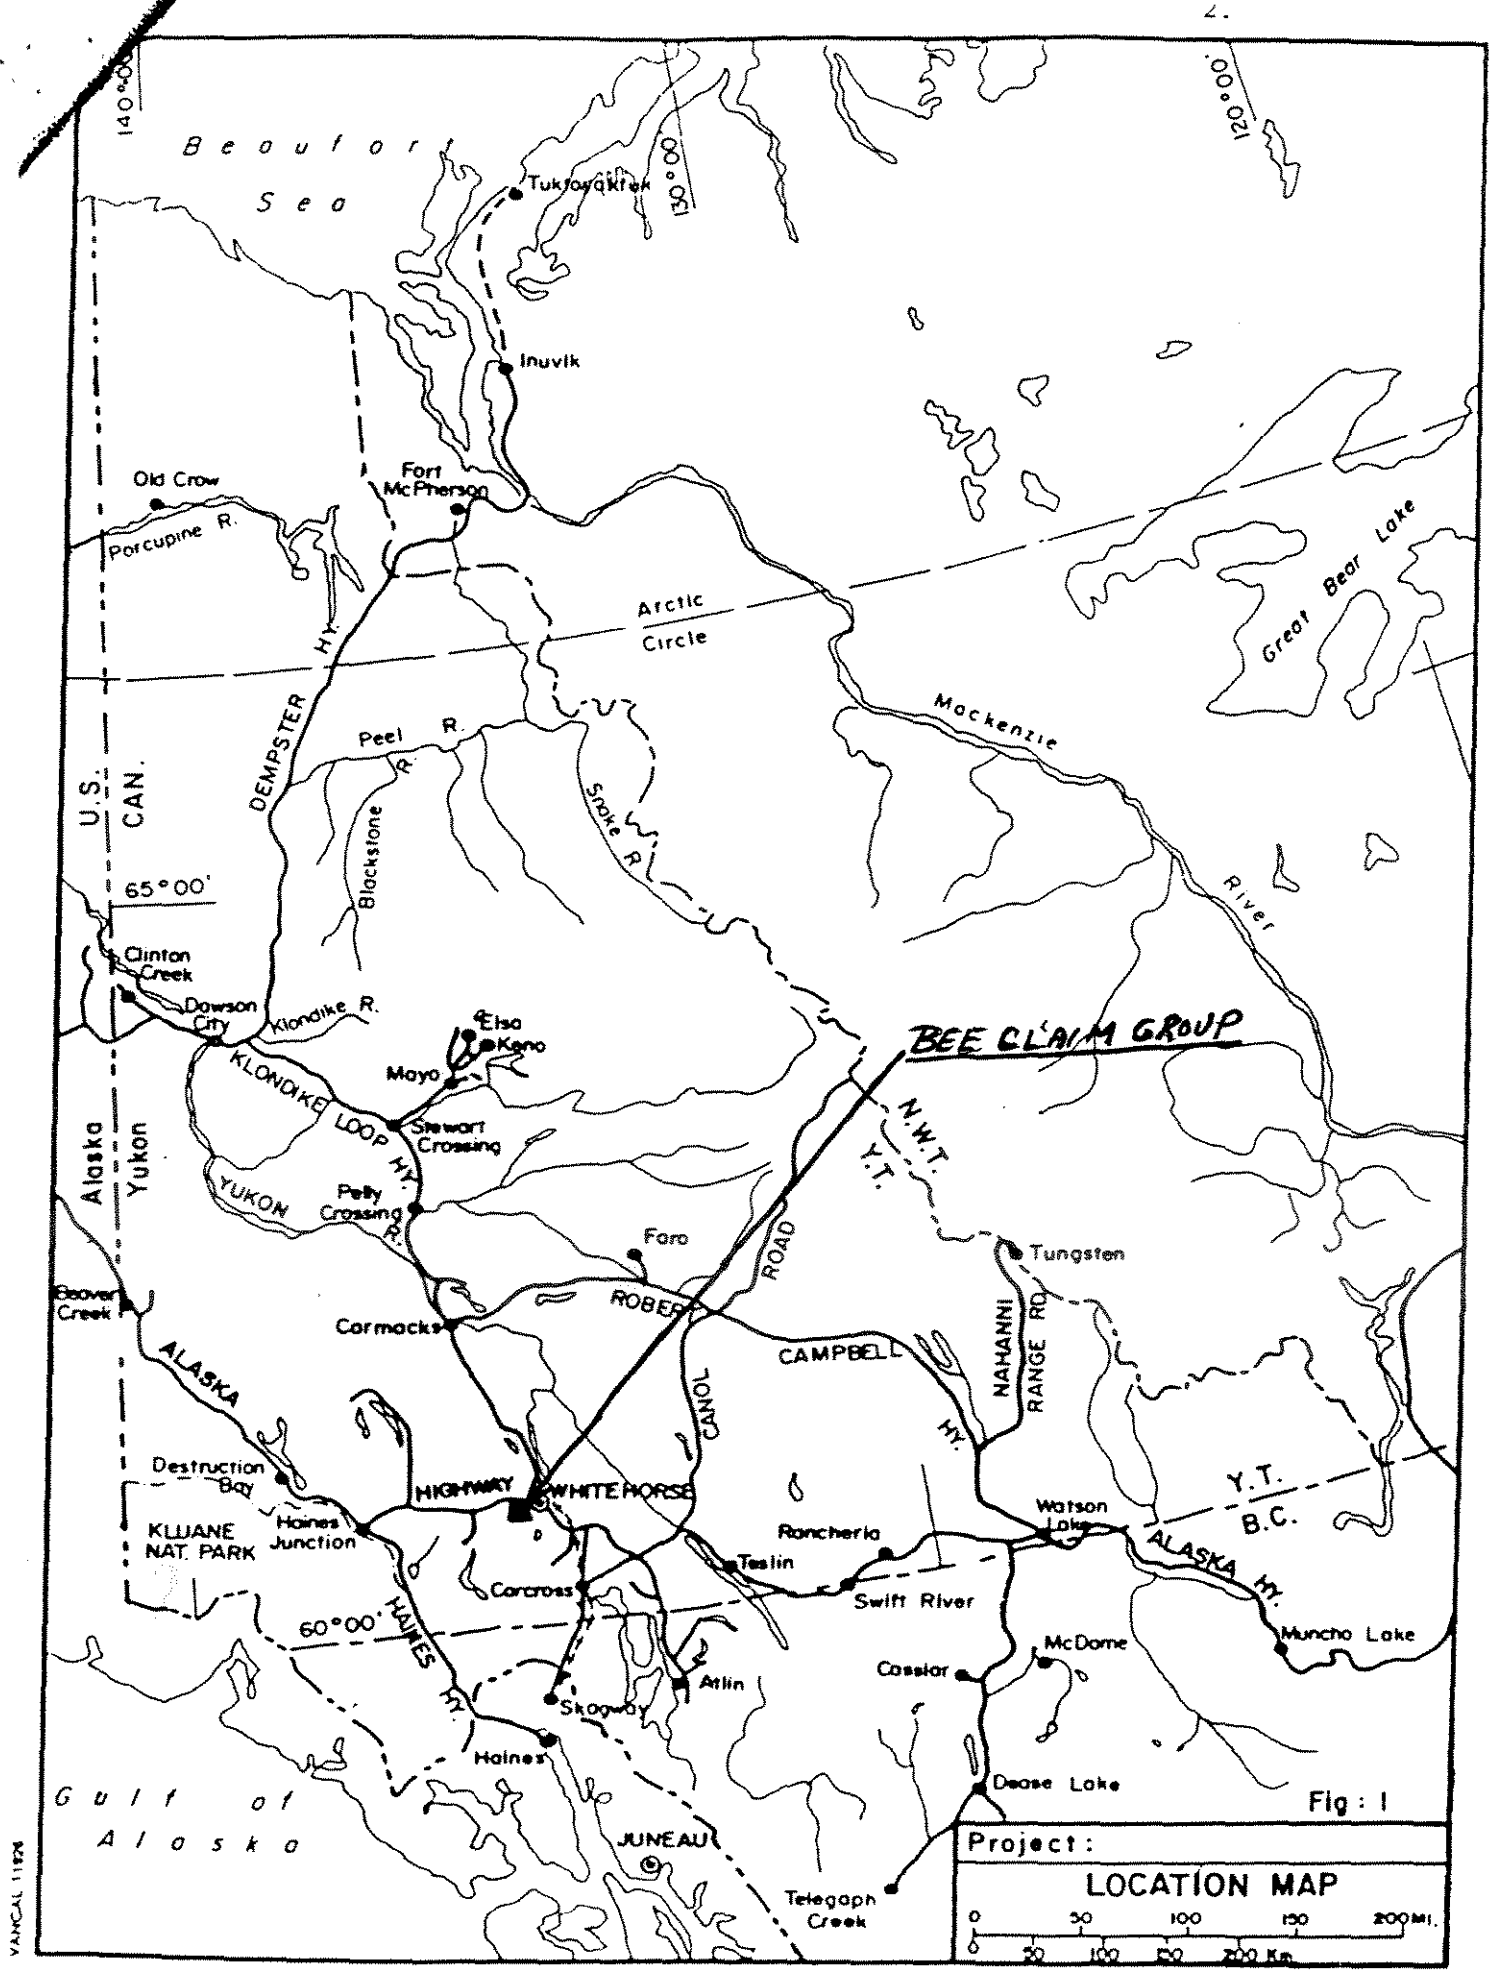 2.
140°00'
130°00'
120°00'
Beaufort
Sea
Tuktoyaktuk
Inuvik
Old Crow
Fort
McPherson
Porcupine R.
Great Bear Lake
Arctic
Circle
DEMPSTER HY.
Peel R.
Mackenzie
River
U.S.
CAN.
Blackstone R.
Snake R.
65°00'
Clinton
Creek
Dawson
City
Klondike R.
Elsa
Keno
BEE CLAIM GROUP
Mayo
KLONDIKE LOOP HY.
Stewart
Crossing
N.W.T.
Y.T.
Alaska
Yukon
YUKON R.
Pelly
Crossing
Faro
ROAD
Tungsten
Beaver
Creek
ROBERT
CAMPBELL
HY.
NAHANNI
RANGE RD.
Carmacks
ALASKA
CANOL
Destruction
Bay
HIGHWAY
WHITEHORSE
Y.T.
B.C.
Watson
Lake
KLUANE
NAT. PARK
Haines
Junction
Rancheria
Teslin
ALASKA HY.
Carcross
Swift River
60°00'
HAINES
HY.
McDame
Muncho Lake
Cassiar
Atlin
Skagway
Haines
Dease Lake
Gulf of
Alaska
JUNEAU
Telegaph
Creek
Fig: 1
Project:
LOCATION MAP
0 50 100 150 200 MI.
0 50 100 150 200 Km.
VANCAL 11926